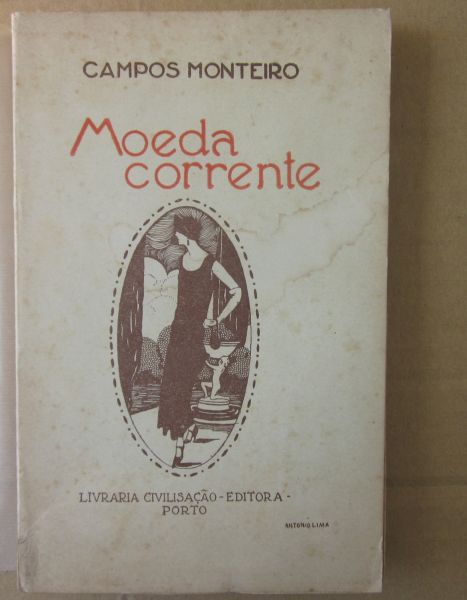 CAMPOS MONTEIRO
Moeda
corrente
LIVRARIA CIVILISAÇÃO-EDITORA-
PORTO
ANTONIO LIMA